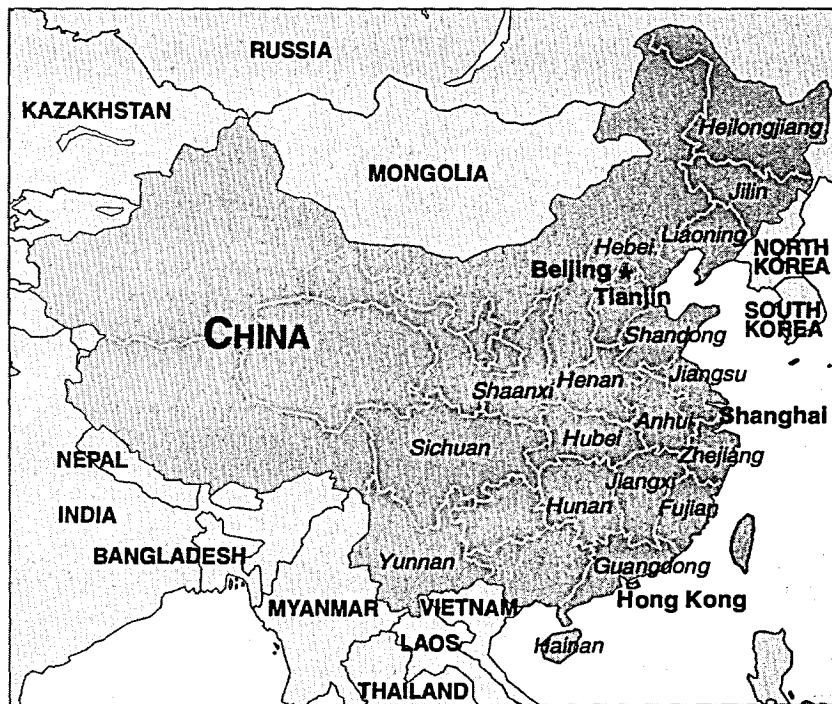 RUSSIA
KAZAKHSTAN
Heilongjiang
MONGOLIA
Jilin
Liaoning
Hebei
NORTH
KOREA
Beijing
Tianjin
SOUTH
KOREA
CHINA
Shandong
Shaanxi
Henan
Jiangsu
Shanghai
Anhui
Hubei
Sichuan
Zhejiang
NEPAL
Jiangxi
Hunan
Fujian
INDIA
BANGLADESH
Yunnan
Guangdong
Hong Kong
MYANMAR
VIETNAM
LAOS
Hainan
THAILAND